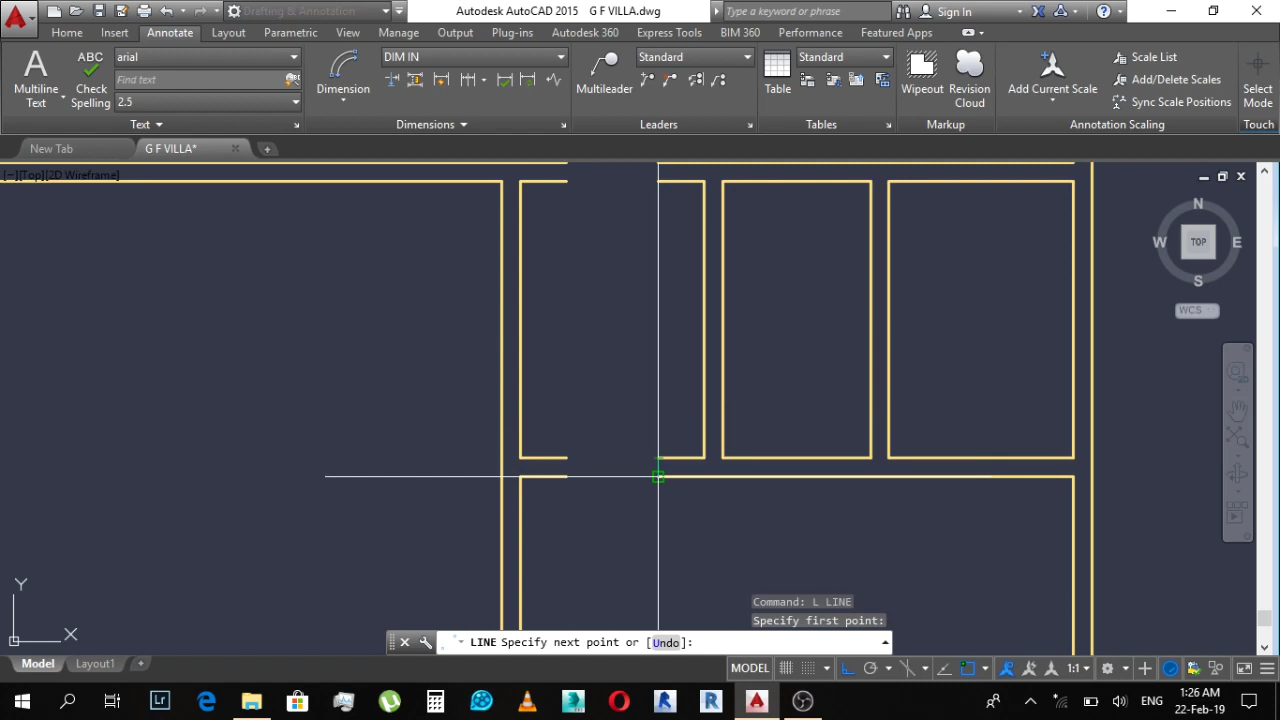 Drafting & Annotation
Autodesk AutoCAD 2015 G F VILLA.dwg
Type a keyword or phrase
Sign In
Home Insert Annotate Layout Parametric View Manage Output Plug-ins Autodesk 360 Express Tools BIM 360 Performance Featured Apps
Multiline Text
ABC Check Spelling
arial
Find text
2.5
Text
Dimension
DIM IN
Dimensions
Multileader
Standard
Leaders
Table
Standard
Tables
Wipeout
Revision Cloud
Markup
Add Current Scale
Scale List
Add/Delete Scales
Sync Scale Positions
Annotation Scaling
Select Mode
Touch
New Tab
G F VILLA*
[−][Top][2D Wireframe]
N
W TOP E
S
WCS
Y
X
Command: L LINE
Specify first point:
LINE Specify next point or [Undo]:
Model Layout1
MODEL
1:1
Lr
ENG
1:26 AM
22-Feb-19